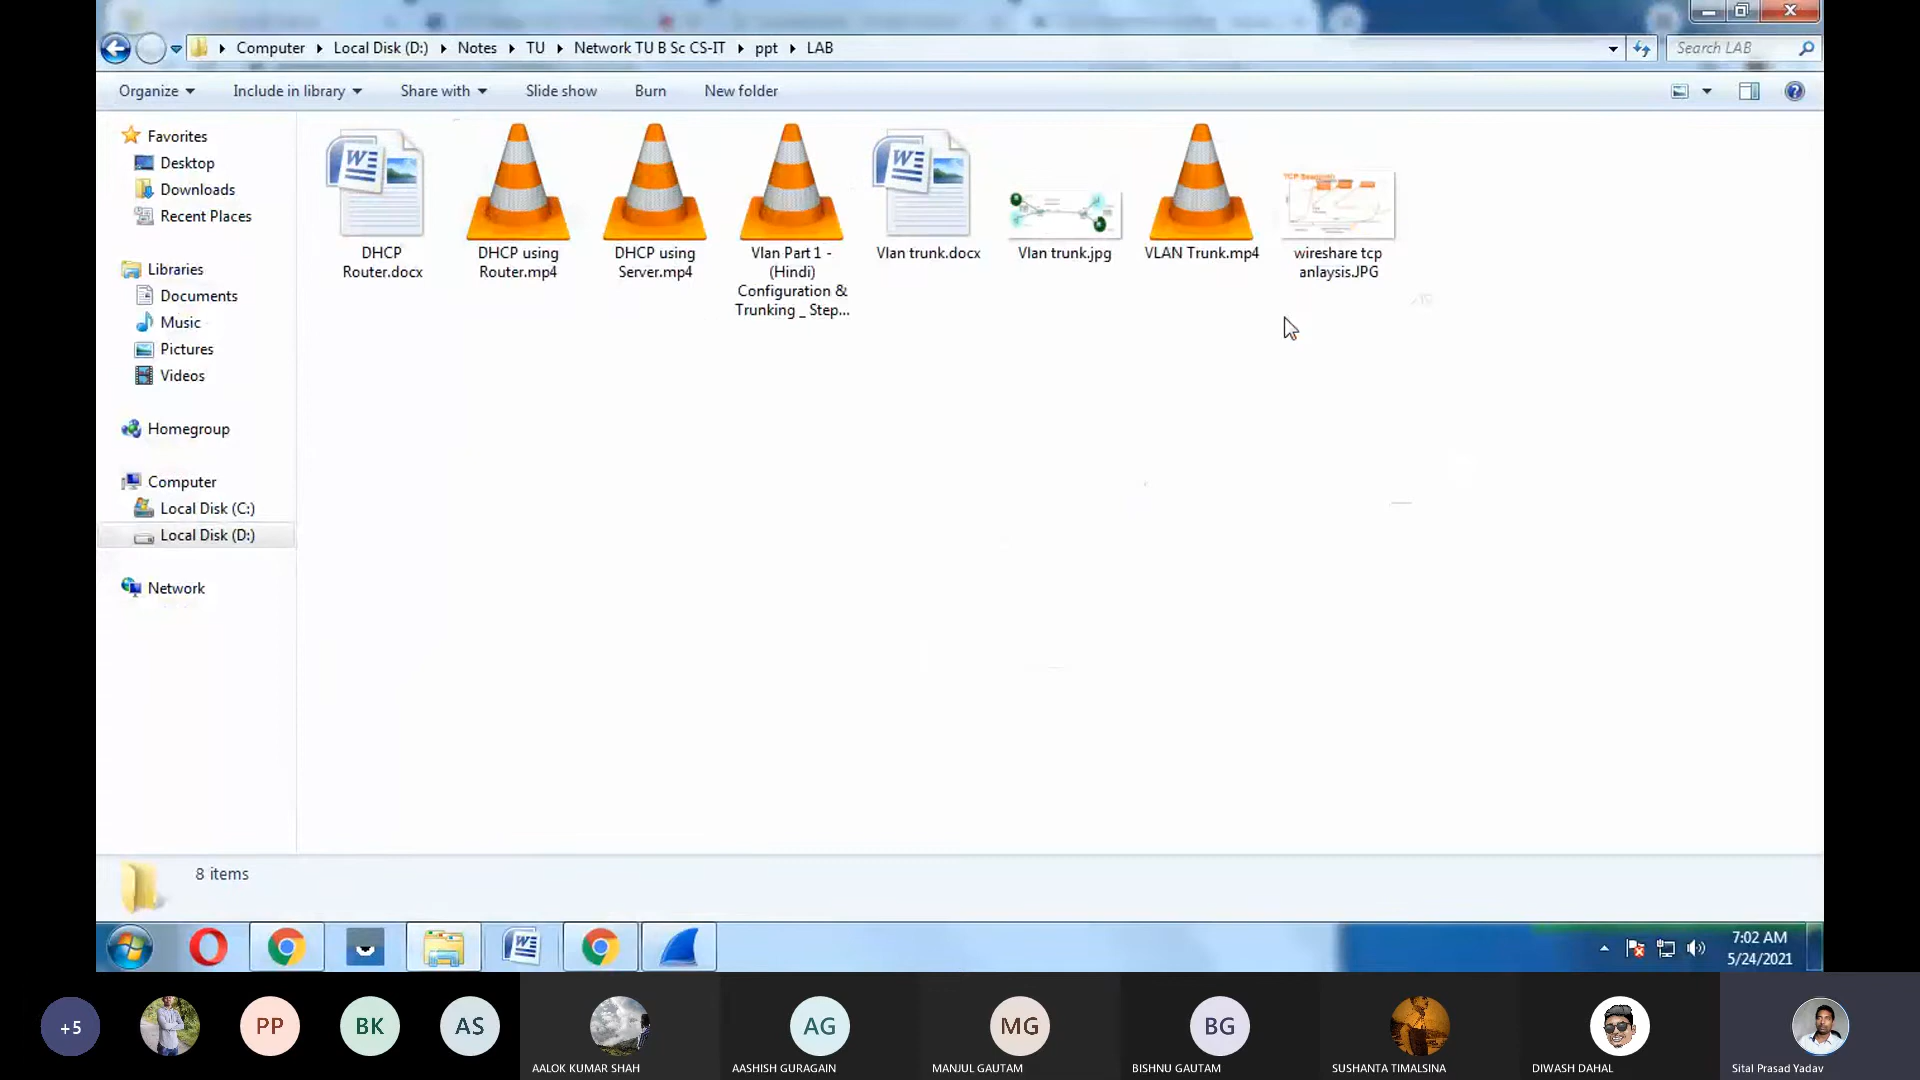 Computer Local Disk (D:) Notes TU Network TU B Sc CS-IT ppt LAB
Search LAB
Organize Include in library Share with Slide show Burn New folder
Favorites
Desktop
Downloads
Recent Places
Libraries
Documents
Music
Pictures
Videos
Homegroup
Computer
Local Disk (C:)
Local Disk (D:)
Network
DHCP
Router.docx
DHCP using
Router.mp4
DHCP using
Server.mp4
Vlan Part 1 -
(Hindi)
Configuration &
Trunking _ Step...
Vlan trunk.docx
Vlan trunk.jpg
VLAN Trunk.mp4
TCP
wireshare tcp
anlaysis.JPG
8 items
7:02 AM
5/24/2021
+5
PP
BK
AS
AALOK KUMAR SHAH
AG
AASHISH GURAGAIN
MG
MANJUL GAUTAM
BG
BISHNU GAUTAM
SUSHANTA TIMALSINA
DIWASH DAHAL
Sital Prasad Yadav